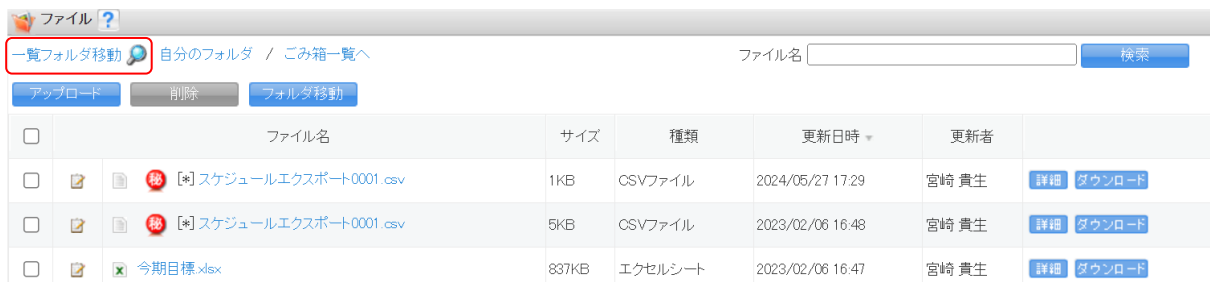 ファイル ?
一覧フォルダ移動 自分のフォルダ / ごみ箱一覧へ ファイル名 検索
アップロード 削除 フォルダ移動
ファイル名 サイズ 種類 更新日時 更新者
秘 [*]スケジュールエクスポート0001.csv 1KB CSVファイル 2024/05/27 17:29 宮崎 貴生 詳細 ダウンロード
秘 [*]スケジュールエクスポート0001.csv 5KB CSVファイル 2023/02/06 16:48 宮崎 貴生 詳細 ダウンロード
今期目標.xlsx 837KB エクセルシート 2023/02/06 16:47 宮崎 貴生 詳細 ダウンロード